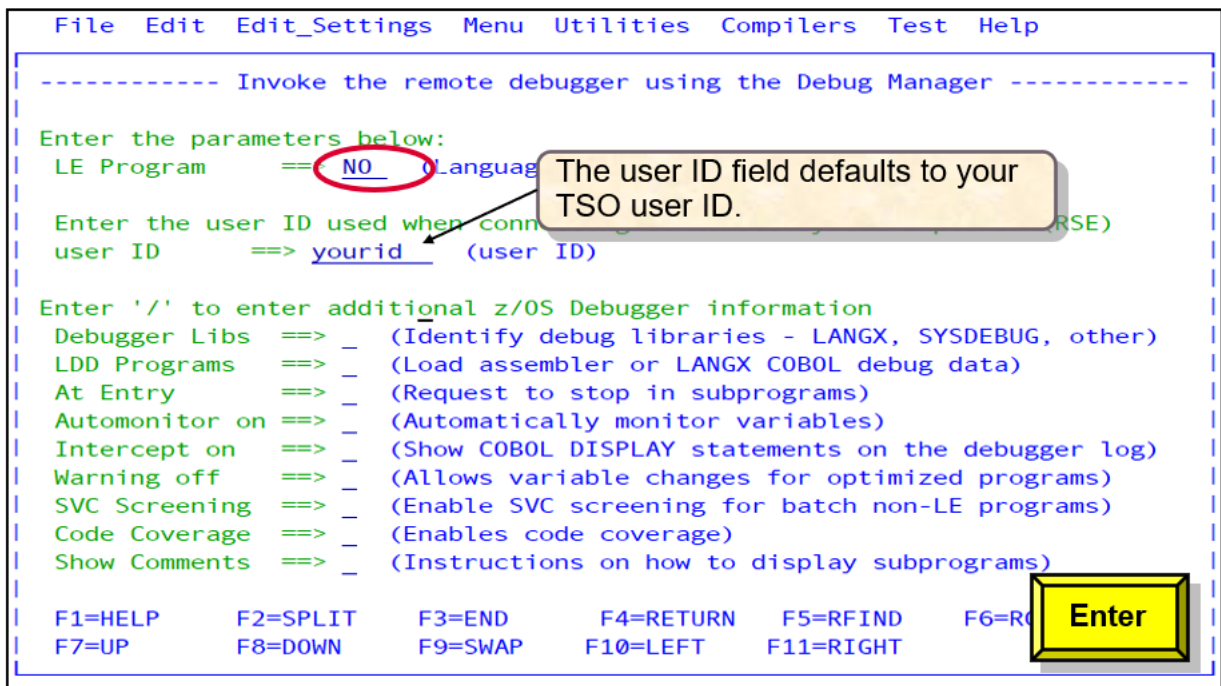 File Edit Edit_Settings Menu Utilities Compilers Test Help
------------ Invoke the remote debugger using the Debug Manager ------------
Enter the parameters below:
LE Program ==> NO (Languag
The user ID field defaults to your
TSO user ID.
Enter the user ID used when conn RSE)
user ID ==> yourid (user ID)
Enter '/' to enter additional z/OS Debugger information
Debugger Libs ==> _ (Identify debug libraries - LANGX, SYSDEBUG, other)
LDD Programs ==> _ (Load assembler or LANGX COBOL debug data)
At Entry ==> _ (Request to stop in subprograms)
Automonitor on ==> _ (Automatically monitor variables)
Intercept on ==> _ (Show COBOL DISPLAY statements on the debugger log)
Warning off ==> _ (Allows variable changes for optimized programs)
SVC Screening ==> _ (Enable SVC screening for batch non-LE programs)
Code Coverage ==> _ (Enables code coverage)
Show Comments ==> _ (Instructions on how to display subprograms)
F1=HELP F2=SPLIT F3=END F4=RETURN F5=RFIND F6=R
Enter
F7=UP F8=DOWN F9=SWAP F10=LEFT F11=RIGHT